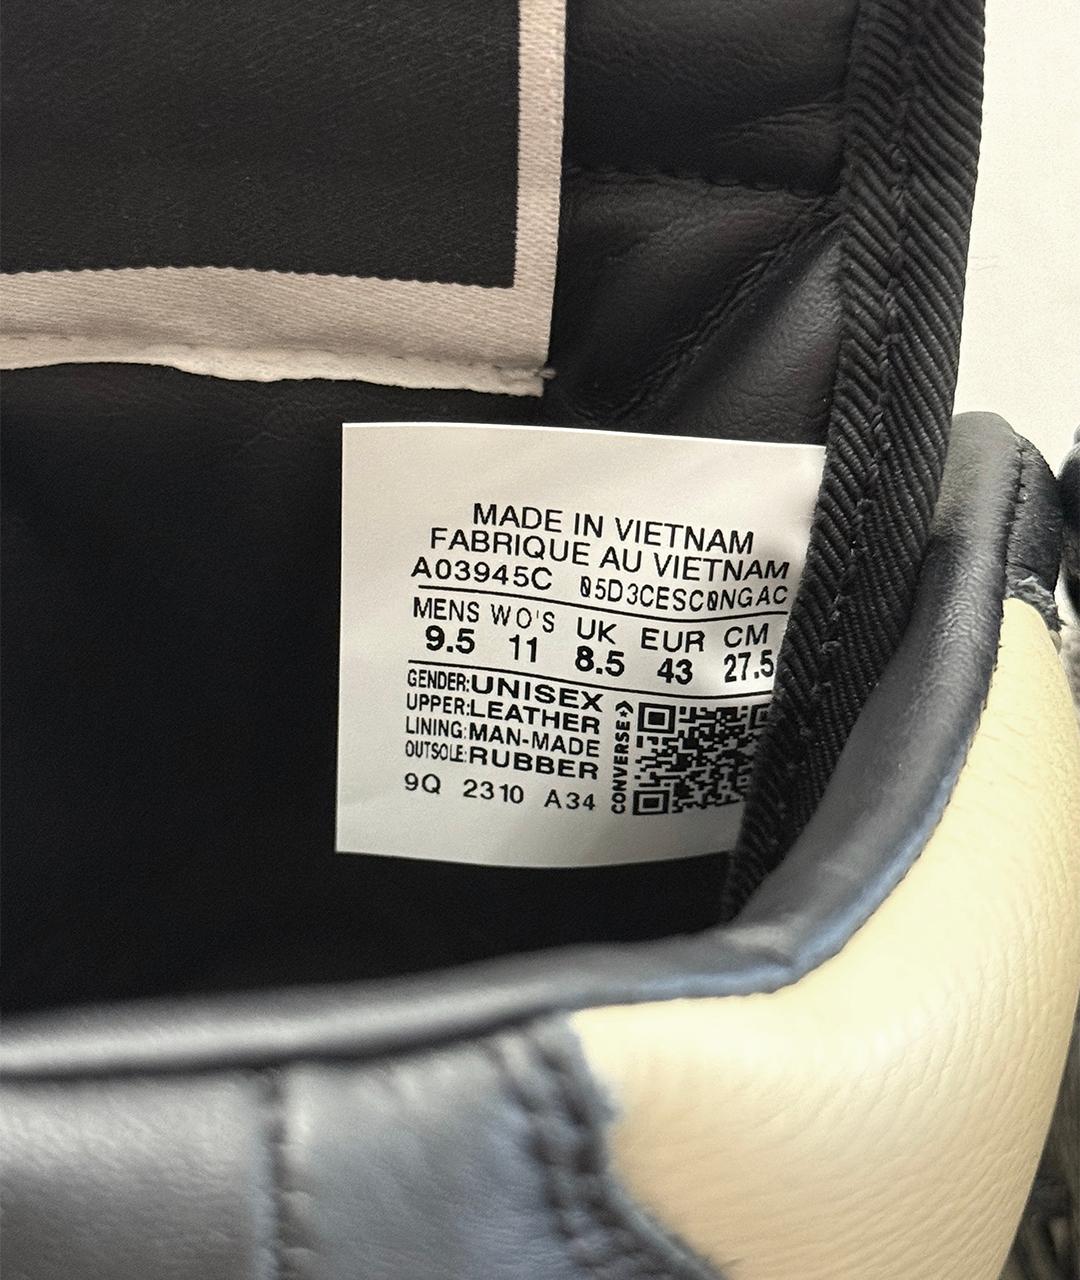 MADE IN VIETNAM
FABRIQUE AU VIETNAM
A03945C 05D3CESC0NGAC
MENS WO'S UK EUR CM
9.5 11 8.5 43 27.5
GENDER:UNISEX
UPPER:LEATHER
LINING:MAN-MADE
OUTSOLE:RUBBER
9Q 2310 A34
CONVERSE